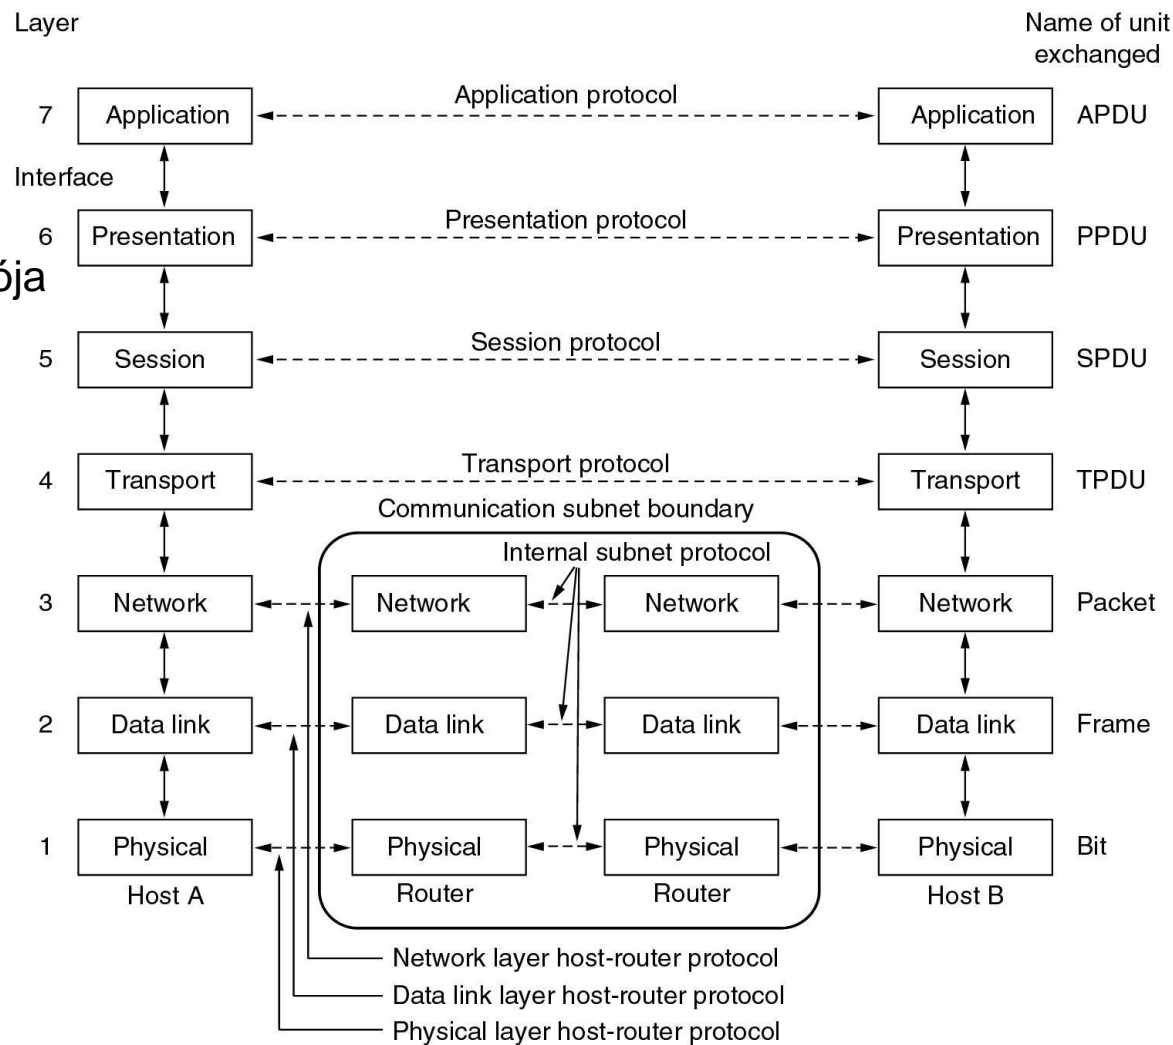 Layer
Name of unit
exchanged
7 Application Application protocol Application APDU
Interface
6 Presentation Presentation protocol Presentation PPDU
ója
5 Session Session protocol Session SPDU
4 Transport Transport protocol Transport TPDU
Communication subnet boundary
Internal subnet protocol
3 Network Network Network Network Packet
2 Data link Data link Data link Data link Frame
1 Physical Physical Physical Physical Bit
Host A Router Router Host B
Network layer host-router protocol
Data link layer host-router protocol
Physical layer host-router protocol